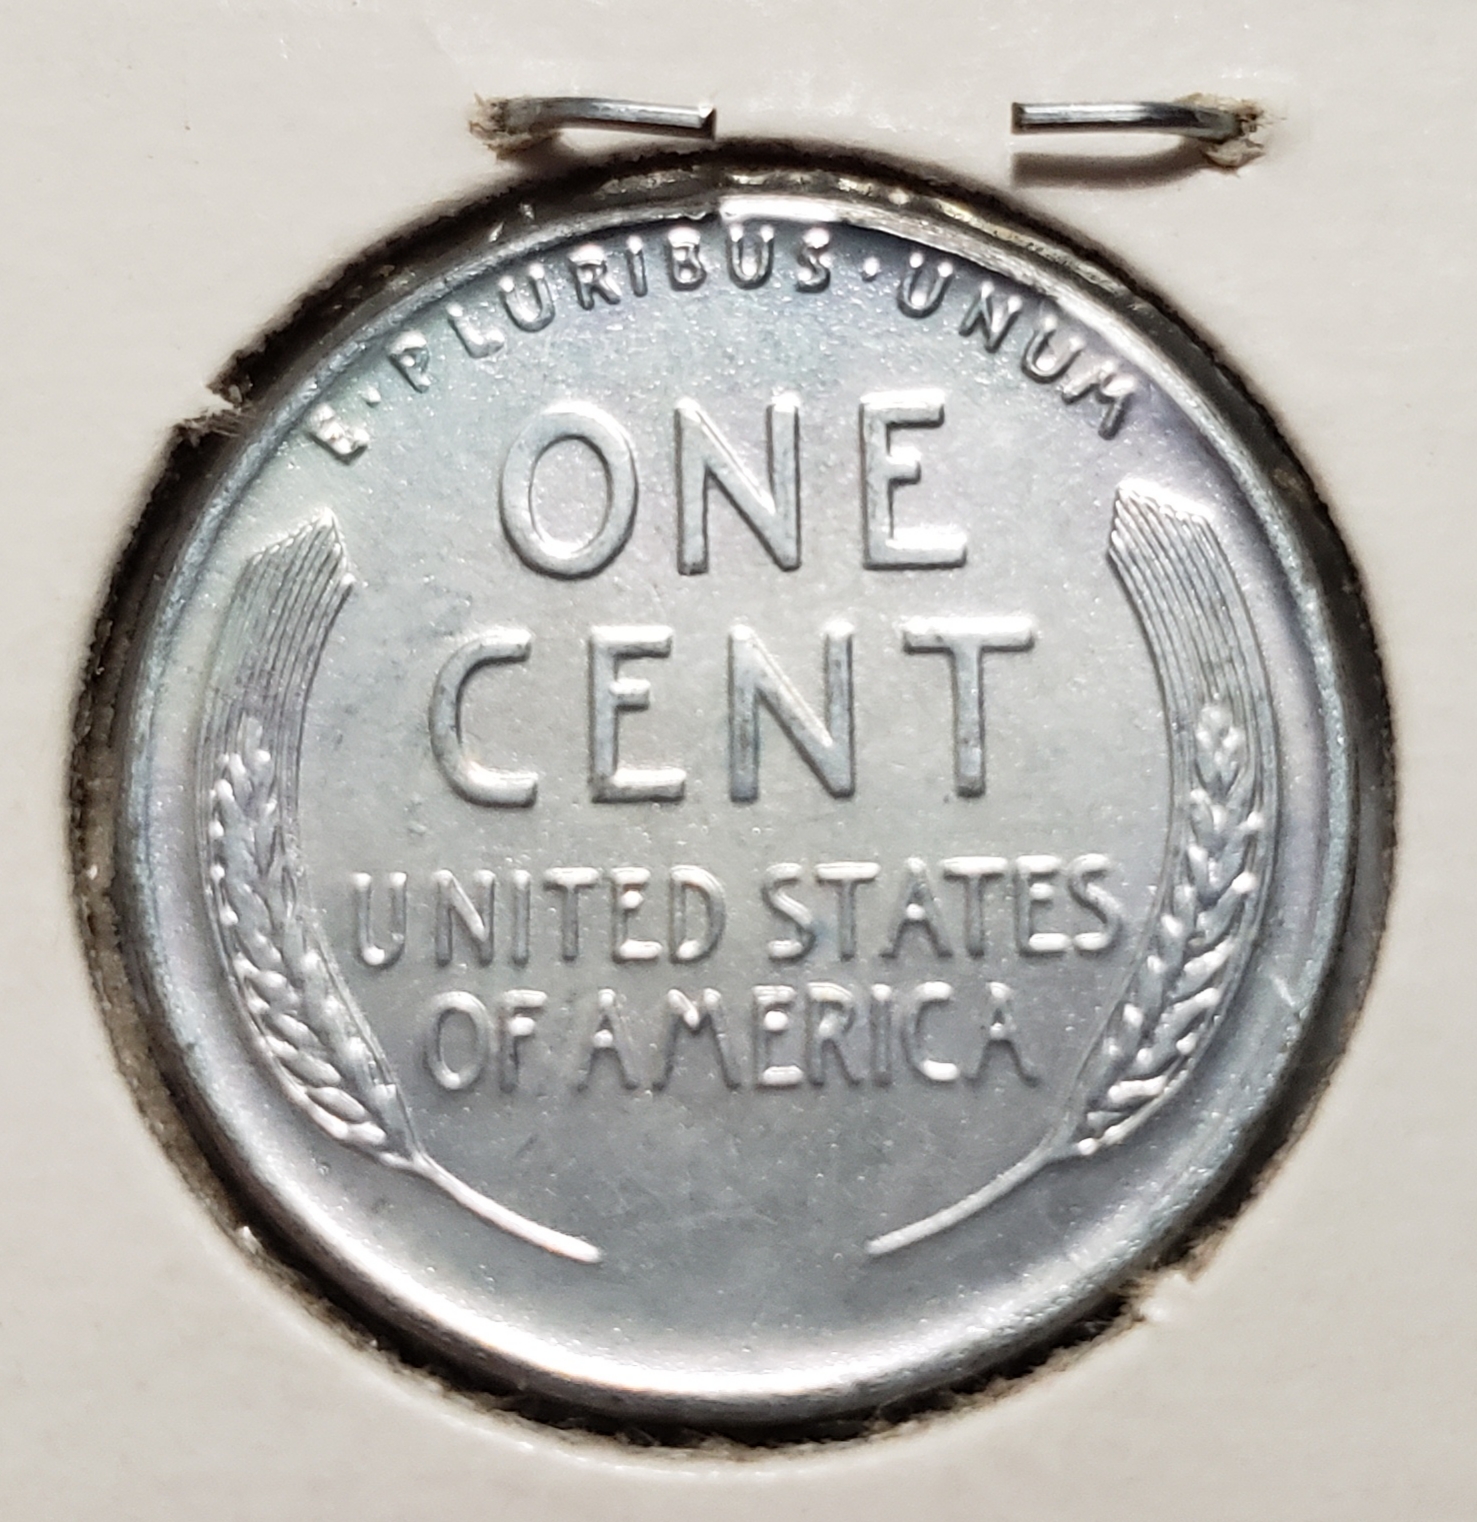 E·PLURIBUS·UNUM
ONE
CENT
UNITED STATES
OF AMERICA